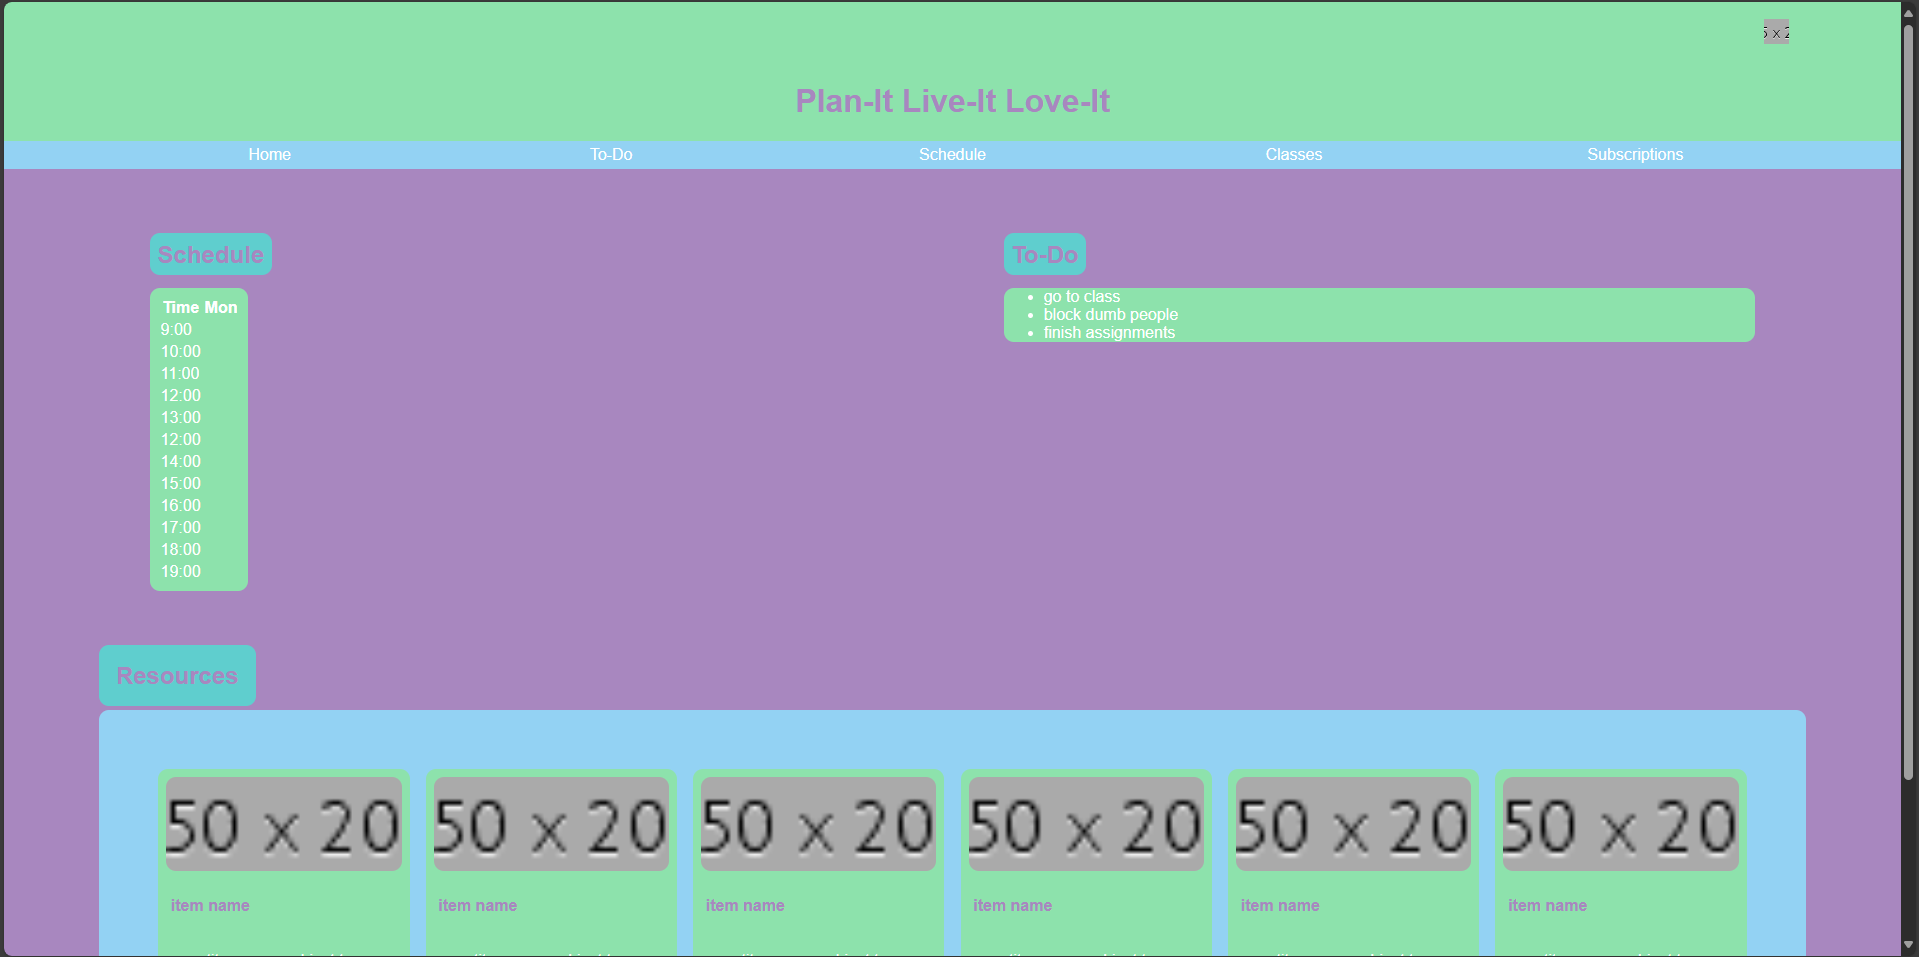 5 x 2
Plan-It Live-It Love-It
Home To-Do Schedule Classes Subscriptions
Schedule
Time Mon
9:00
10:00
11:00
12:00
13:00
12:00
14:00
15:00
16:00
17:00
18:00
19:00
To-Do
go to class
block dumb people
finish assignments
Resources
50 x 20 50 x 20 50 x 20 50 x 20 50 x 20 50 x 20
item name item name item name item name item name item name